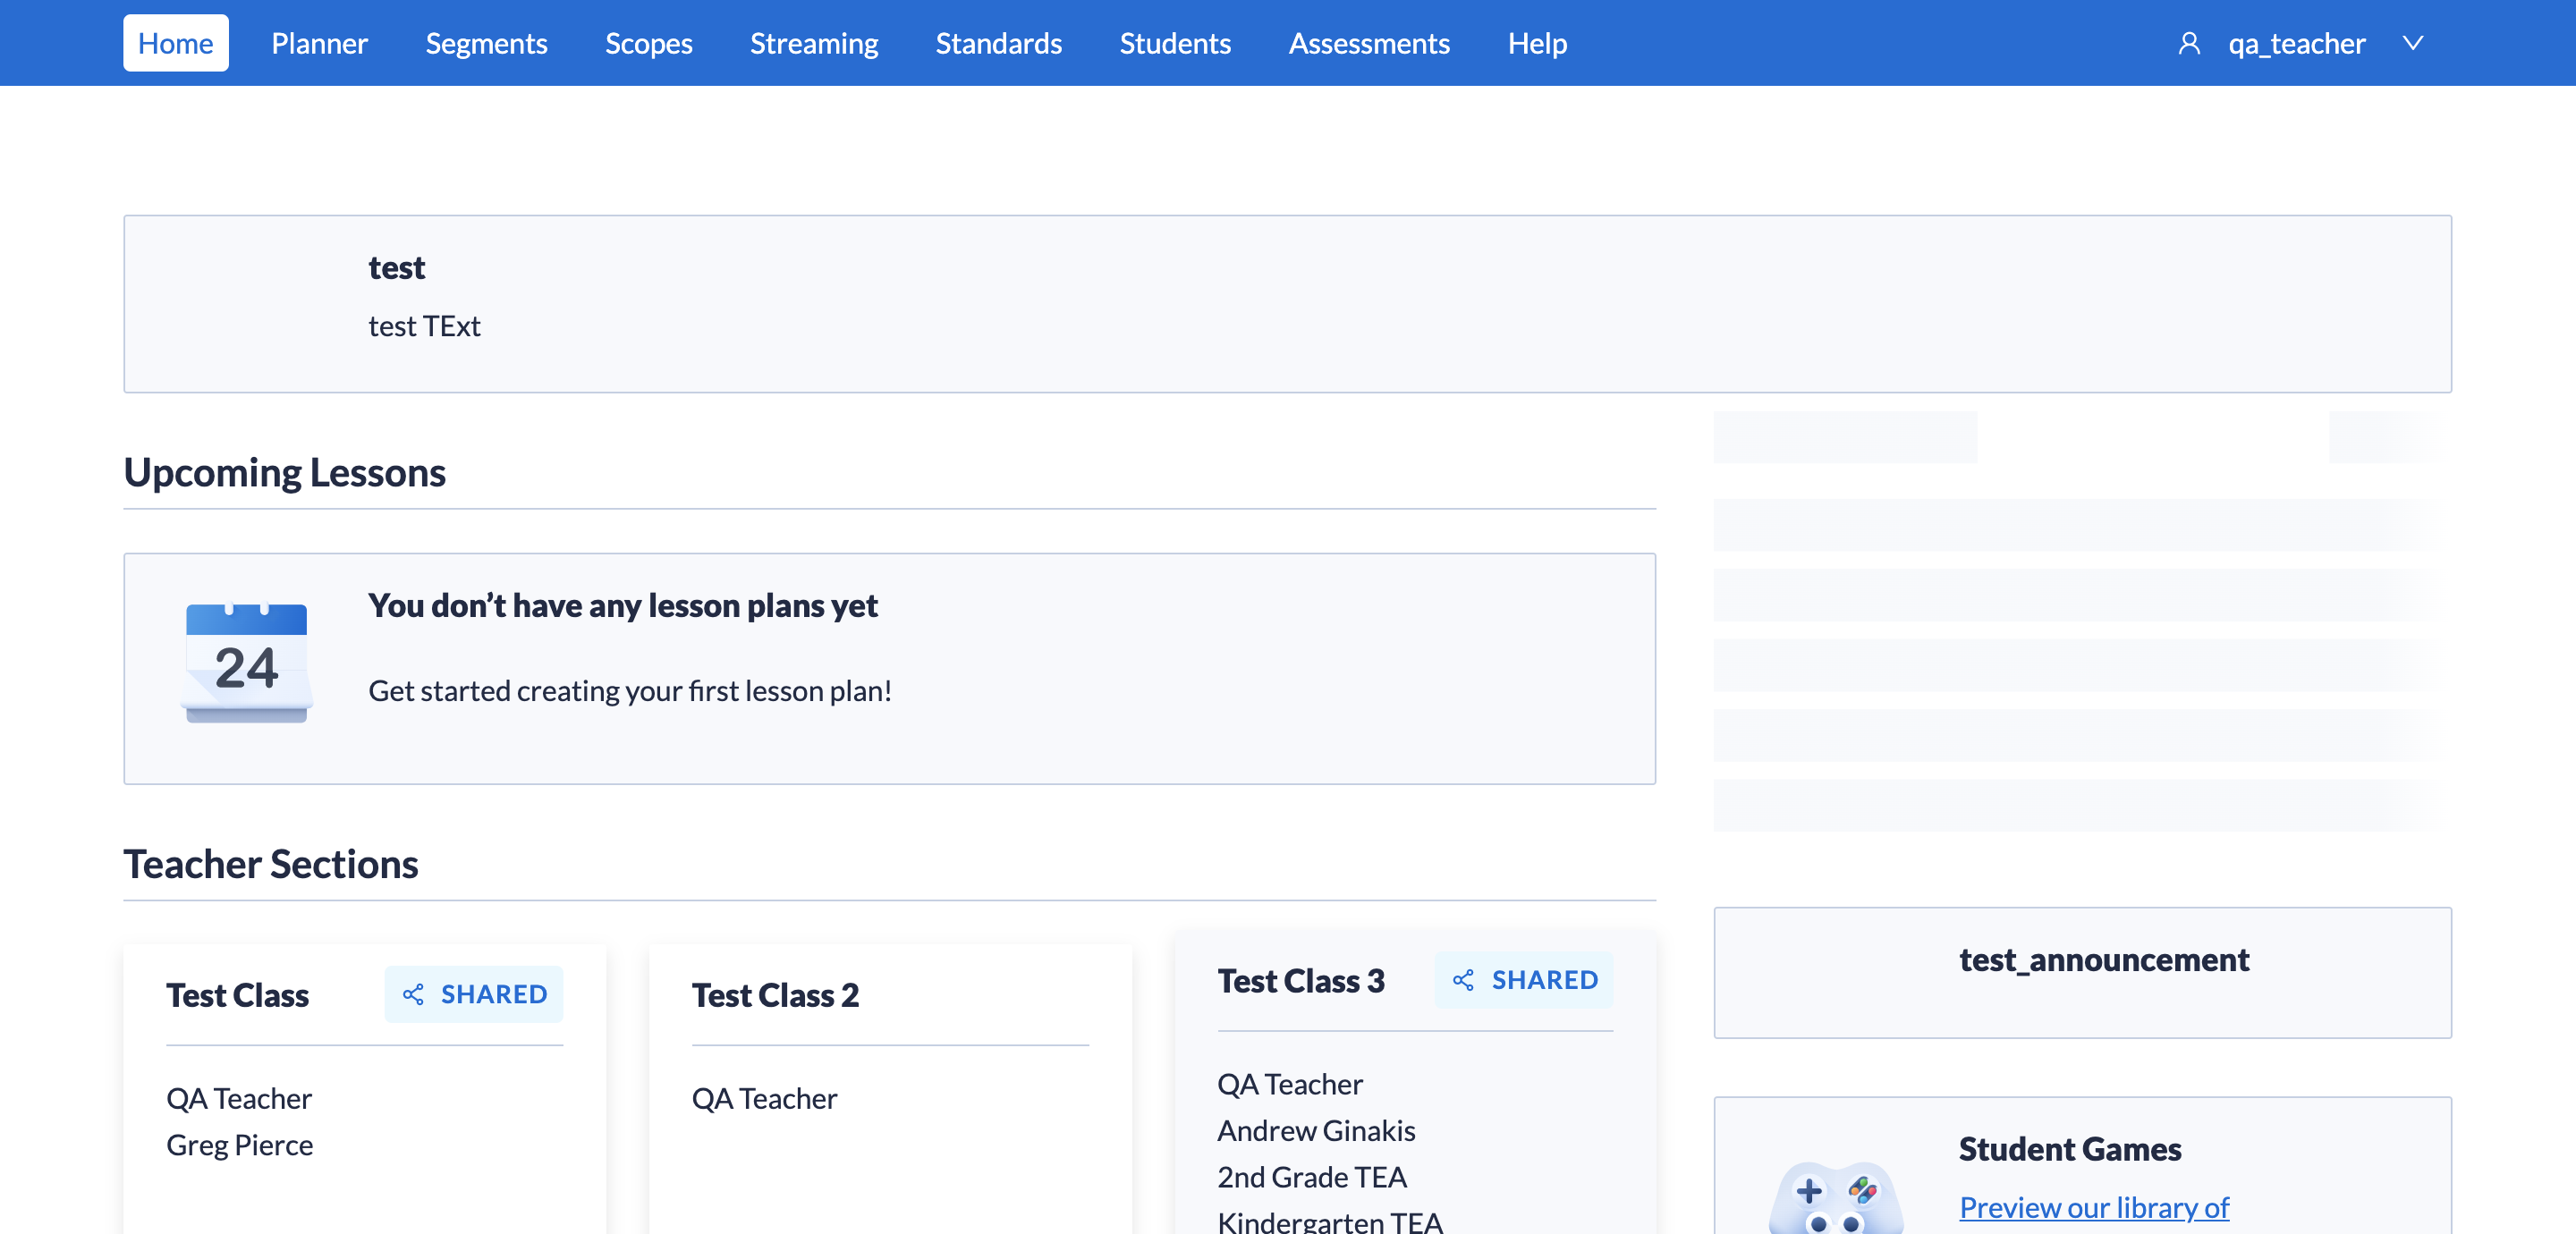 Home Planner Segments Scopes Streaming Standards Students Assessments Help qa_teacher
test
test TExt
Upcoming Lessons
24
You don’t have any lesson plans yet
Get started creating your first lesson plan!
Teacher Sections
Test Class SHARED
QA Teacher
Greg Pierce
Test Class 2
QA Teacher
Test Class 3 SHARED
QA Teacher
Andrew Ginakis
2nd Grade TEA
Kindergarten TEA
test_announcement
Student Games
Preview our library of